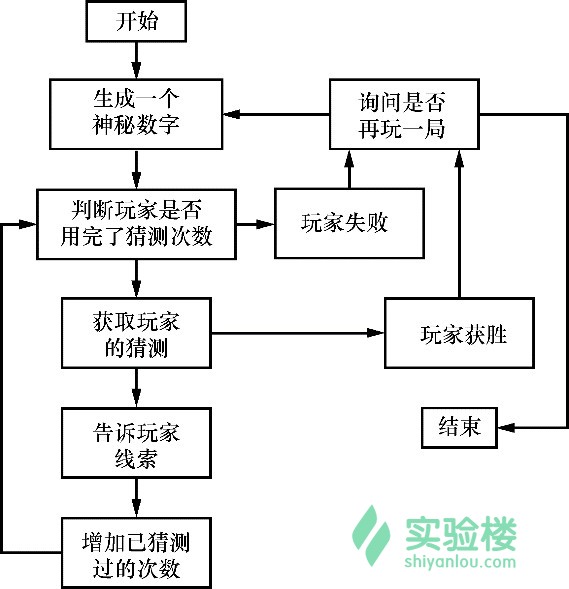 开始
生成一个
神秘数字
询问是否
再玩一局
判断玩家是否
用完了猜测次数
玩家失败
获取玩家
的猜测
玩家获胜
告诉玩家
线索
结束
增加已猜测
过的次数
实验楼
shiyanlou.com